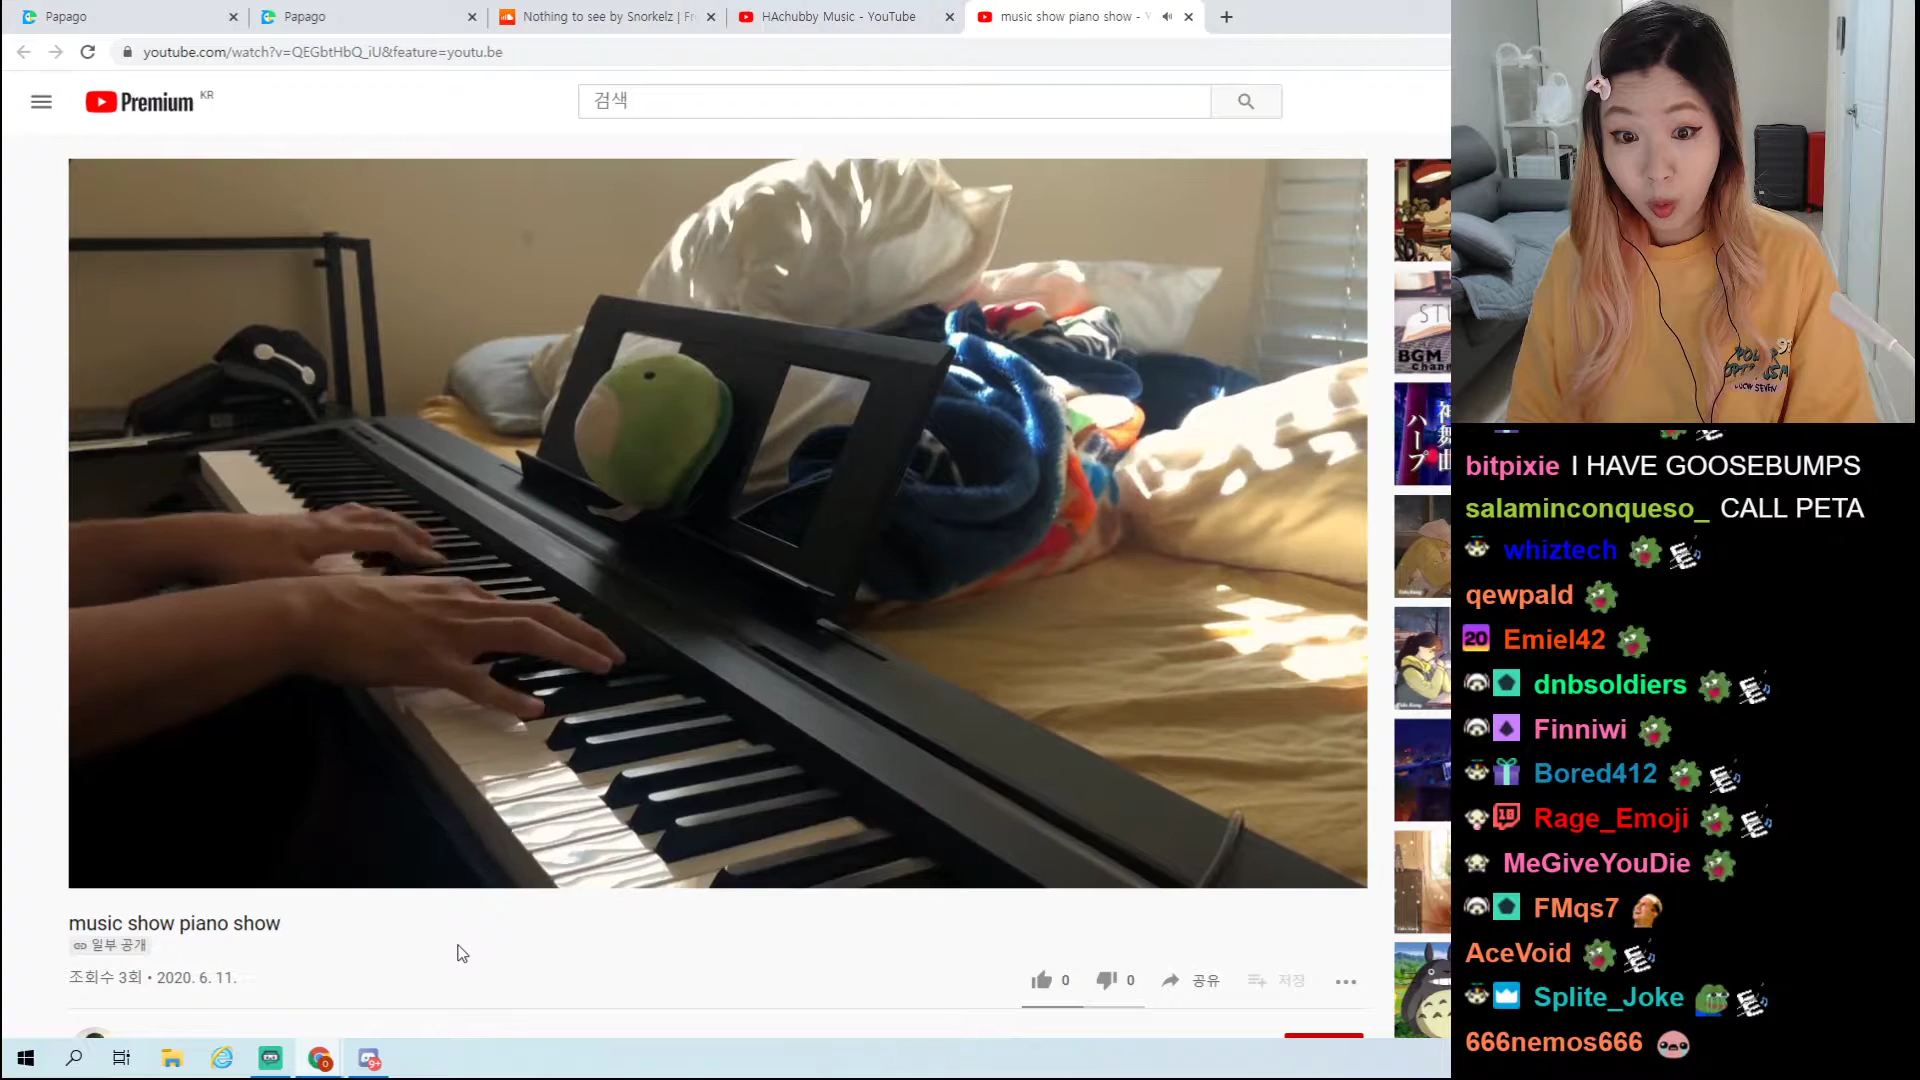 Papago
Papago
Nothing to see by Snorkelz | Fr
HAchubby Music - YouTube
music show piano show - Y
youtube.com/watch?v=QEGbtHbQ_iU&feature=youtu.be
Premium KR
검색
BGM
music show piano show
일부 공개
조회수 3회 • 2020. 6. 11.
0
0
공유
저장
bitpixie I HAVE GOOSEBUMPS
salaminconqueso_ CALL PETA
whiztech
qewpald
20 Emiel42
dnbsoldiers
Finniwi
Bored412
Rage_Emoji
MeGiveYouDie
FMqs7
AceVoid
Splite_Joke
666nemos666
9+